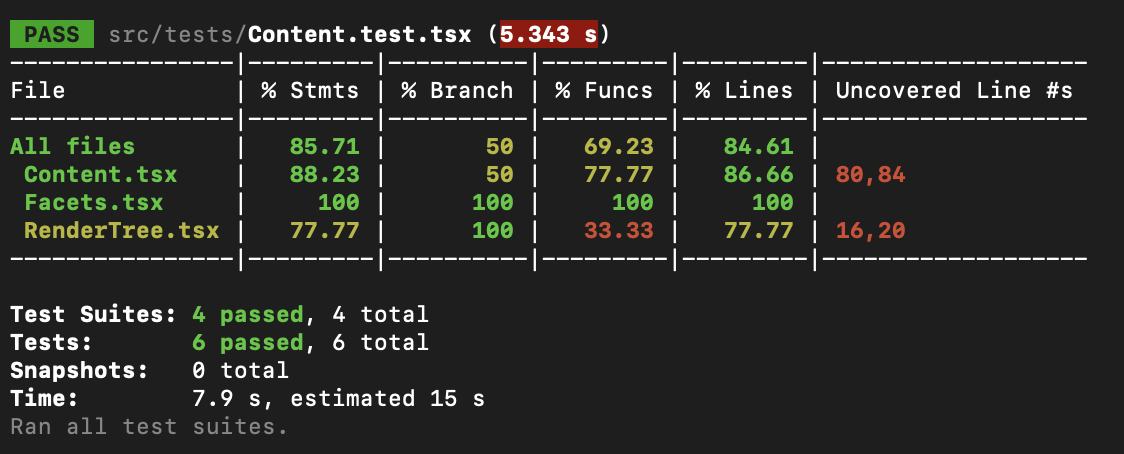 PASS src/tests/Content.test.tsx (5.343 s)
----------------|---------|----------|---------|---------|-------------------
File            | % Stmts | % Branch | % Funcs | % Lines | Uncovered Line #s
----------------|---------|----------|---------|---------|-------------------
All files       |   85.71 |       50 |   69.23 |   84.61 |
 Content.tsx    |   88.23 |       50 |   77.77 |   86.66 | 80,84
 Facets.tsx     |     100 |      100 |     100 |     100 |
 RenderTree.tsx |   77.77 |      100 |   33.33 |   77.77 | 16,20
----------------|---------|----------|---------|---------|-------------------
Test Suites: 4 passed, 4 total
Tests:       6 passed, 6 total
Snapshots:   0 total
Time:        7.9 s, estimated 15 s
Ran all test suites.